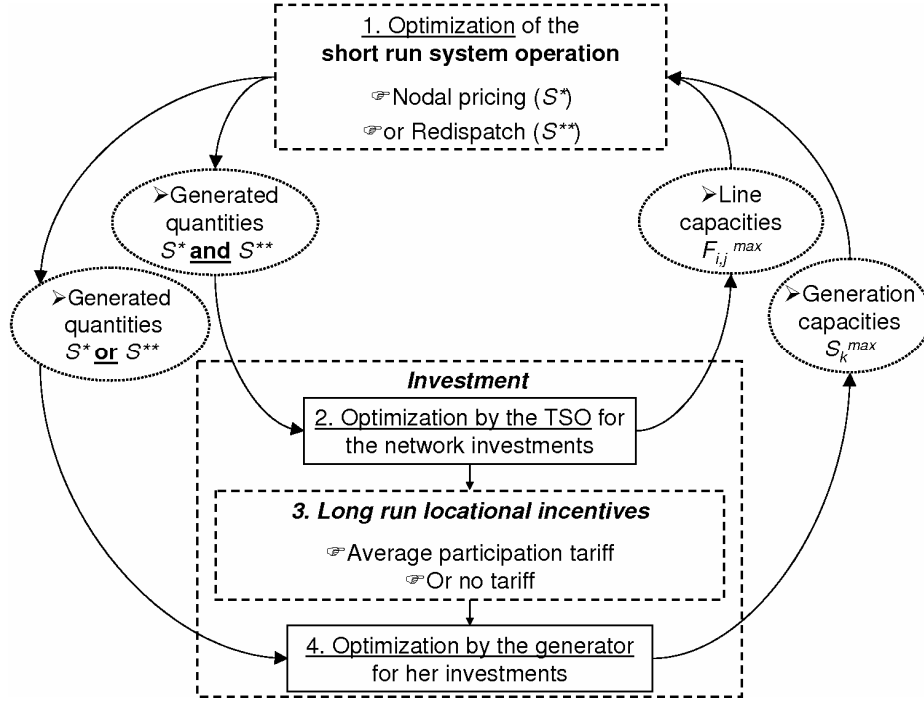 1. Optimization of the
short run system operation
☞Nodal pricing (S*)
☞or Redispatch (S**)
➢Generated
quantities
S* and S**
➢Line
capacities
F i,j max
➢Generated
quantities
S* or S**
➢Generation
capacities
S k max
Investment
2. Optimization by the TSO for
the network investments
3. Long run locational incentives
☞Average participation tariff
☞Or no tariff
4. Optimization by the generator
for her investments